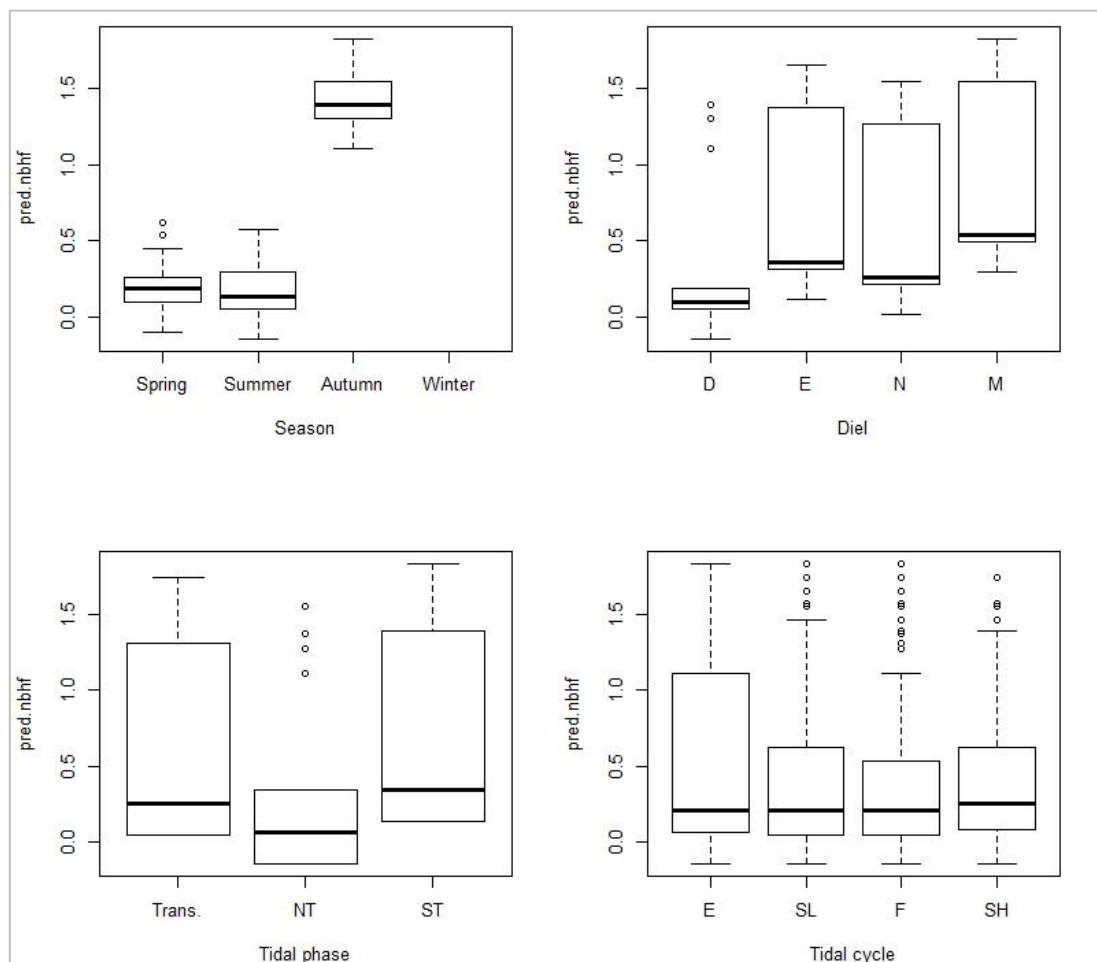 pred.nbhf
1.5
1.0
0.5
0.0
Spring Summer Autumn Winter
Season
pred.nbhf
1.5
1.0
0.5
0.0
D E N M
Diel
pred.nbhf
1.5
1.0
0.5
0.0
Trans. NT ST
Tidal phase
pred.nbhf
1.5
1.0
0.5
0.0
E SL F SH
Tidal cycle